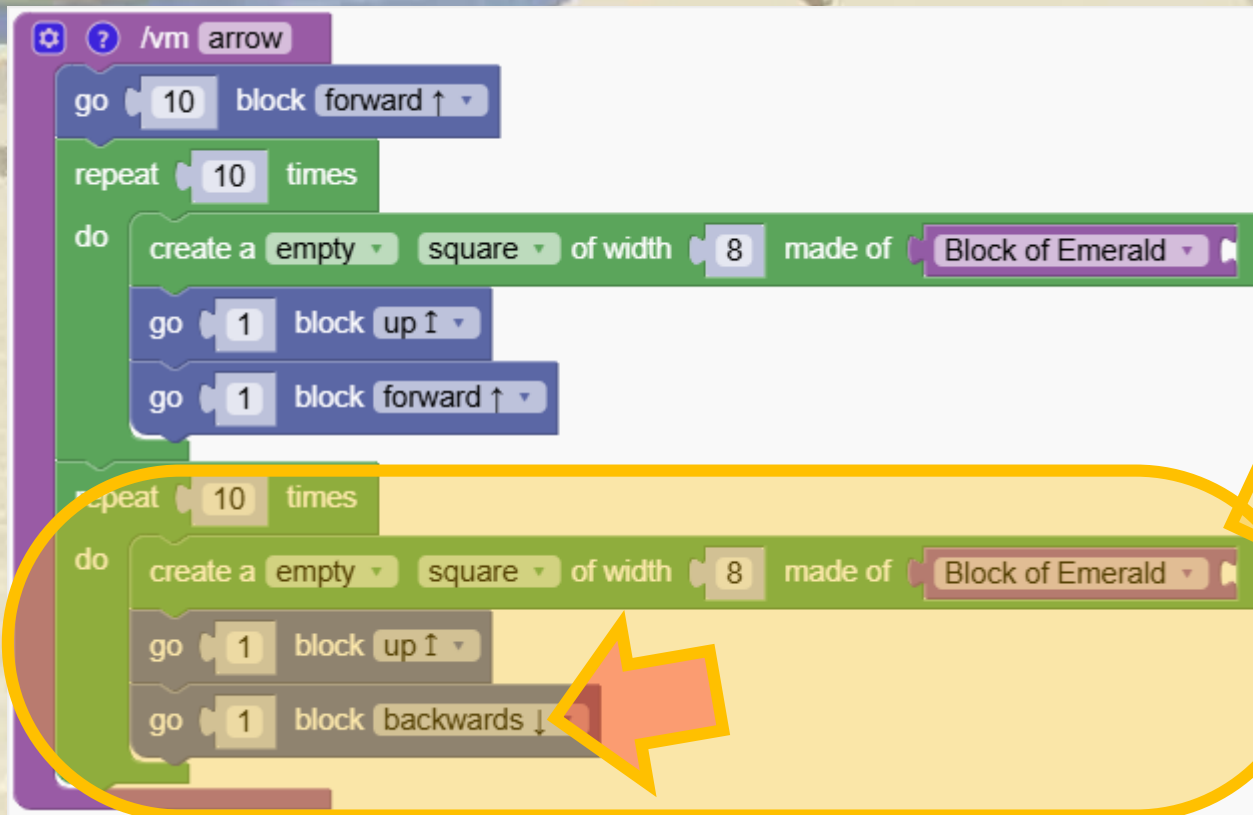 ? /vm arrow
go 10 block forward ↑
repeat 10 times
do create a empty square of width 8 made of Block of Emerald
go 1 block up ↥
go 1 block forward ↑
repeat 10 times
do create a empty square of width 8 made of Block of Emerald
go 1 block up ↥
go 1 block backwards ↓